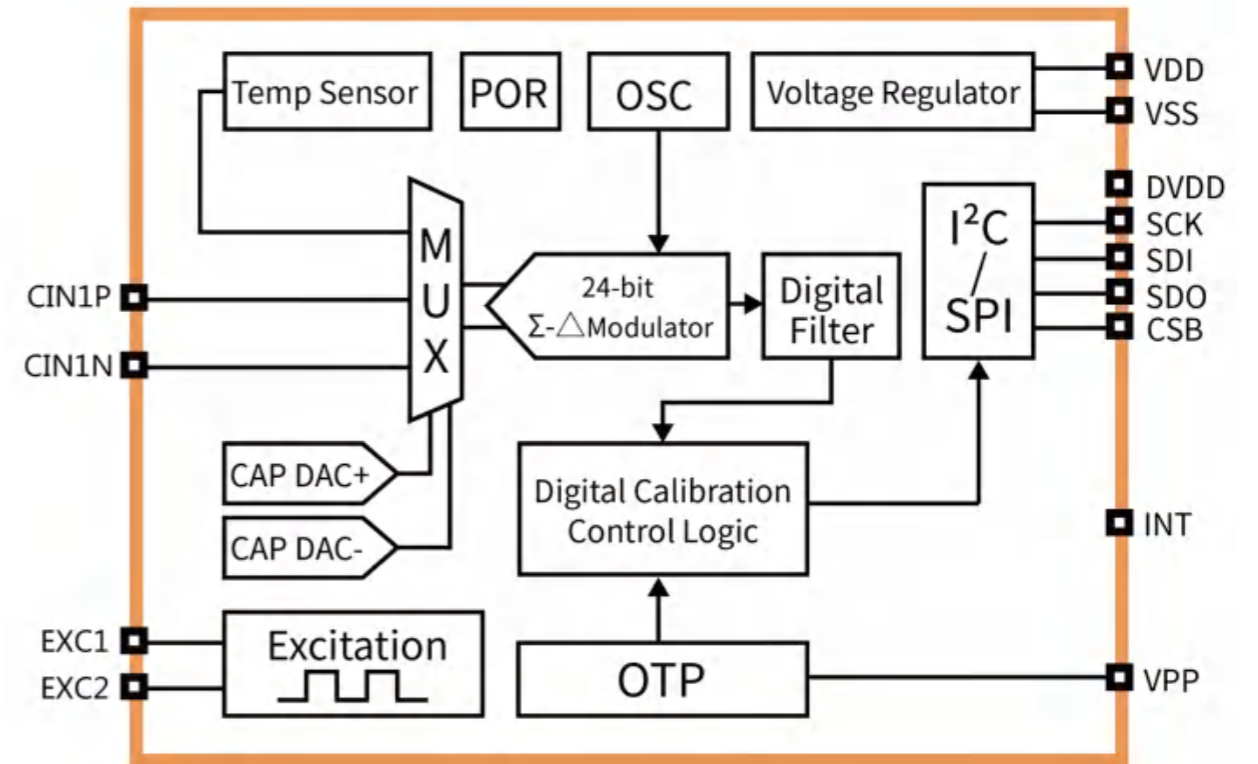 Temp Sensor
POR
OSC
Voltage Regulator
VDD
VSS
DVDD
SCK
SDI
SDO
CSB
I²C
/
SPI
M
U
X
24-bit
Σ-△Modulator
Digital
Filter
CIN1P
CIN1N
CAP DAC+
CAP DAC-
Digital Calibration
Control Logic
INT
EXC1
EXC2
Excitation
OTP
VPP